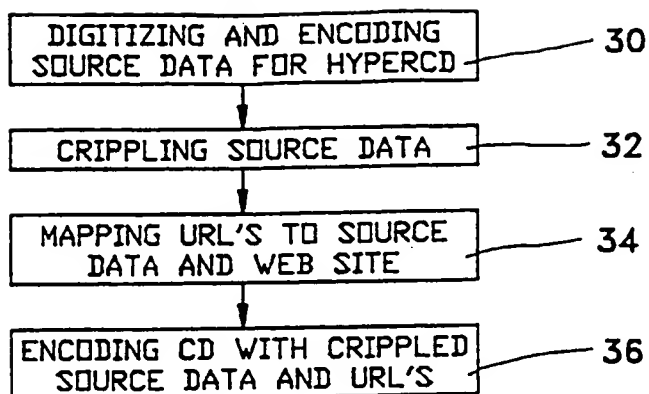 DIGITIZING AND ENCODING
SOURCE DATA FOR HYPERCD
30
CRIPPLING SOURCE DATA
32
MAPPING URL'S TO SOURCE
DATA AND WEB SITE
34
ENCODING CD WITH CRIPPLED
SOURCE DATA AND URL'S
36